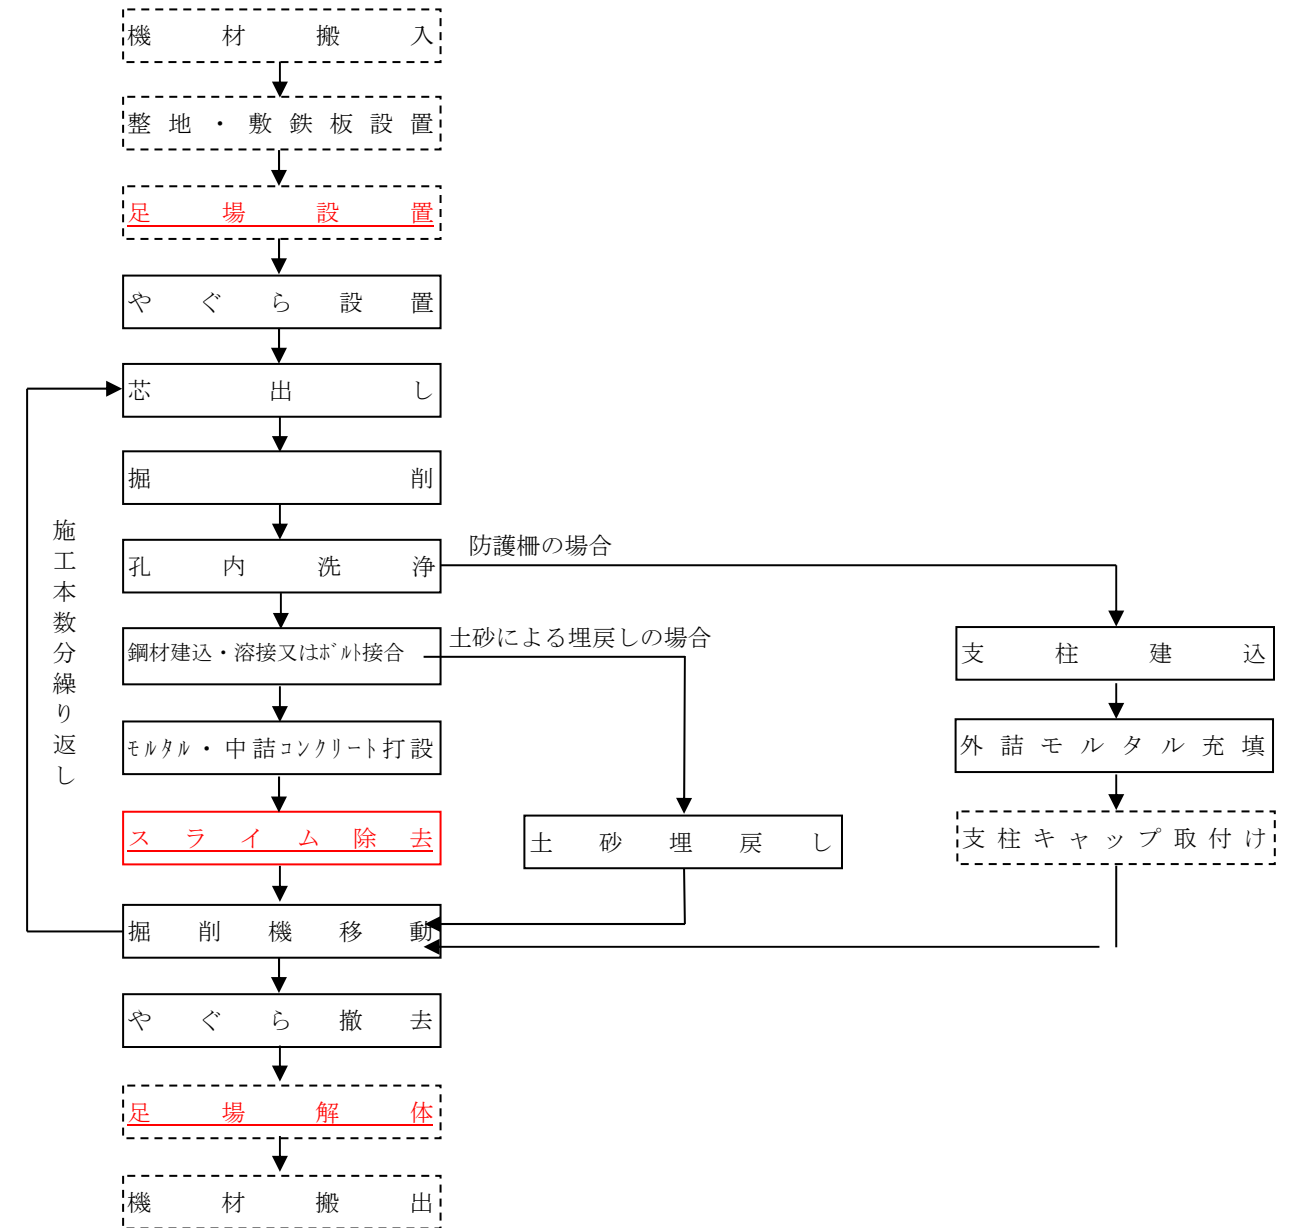 機材搬入
整地・敷鉄板設置
足場設置
やぐら設置
芯出し
掘削
施工本数分繰り返し
孔内洗浄
防護柵の場合
鋼材建込・溶接又はﾎﾞﾙﾄ接合
土砂による埋戻しの場合
支柱建込
ﾓﾙﾀﾙ・中詰ｺﾝｸﾘｰﾄ打設
外詰モルタル充填
スライム除去
土砂埋戻し
支柱キャップ取付け
掘削機移動
やぐら撤去
足場解体
機材搬出